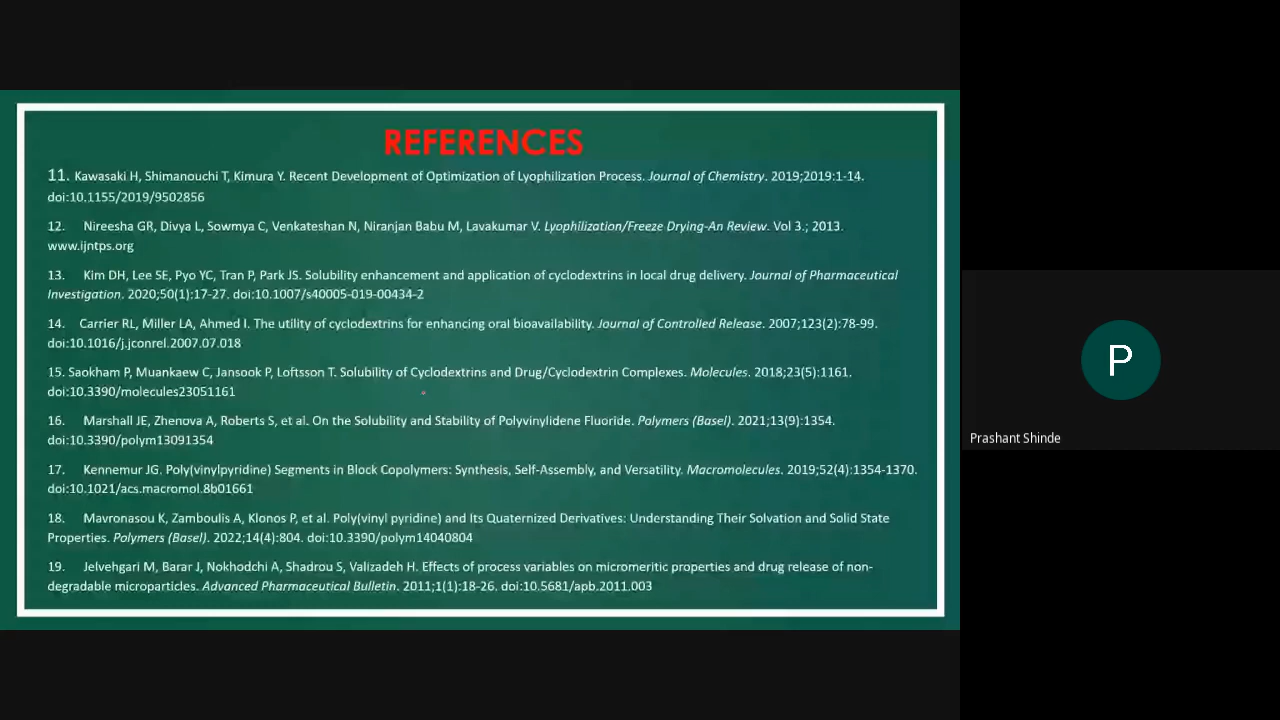 REFERENCES
11. Kawasaki H, Shimanouchi T, Kimura Y. Recent Development of Optimization of Lyophilization Process. Journal of Chemistry. 2019;2019:1-14.
doi:10.1155/2019/9502856
12. Nireesha GR, Divya L, Sowmya C, Venkateshan N, Niranjan Babu M, Lavakumar V. Lyophilization/Freeze Drying-An Review. Vol 3.; 2013.
www.ijntps.org
13. Kim DH, Lee SE, Pyo YC, Tran P, Park JS. Solubility enhancement and application of cyclodextrins in local drug delivery. Journal of Pharmaceutical
Investigation. 2020;50(1):17-27. doi:10.1007/s40005-019-00434-2
14. Carrier RL, Miller LA, Ahmed I. The utility of cyclodextrins for enhancing oral bioavailability. Journal of Controlled Release. 2007;123(2):78-99.
doi:10.1016/j.jconrel.2007.07.018
15. Saokham P, Muankaew C, Jansook P, Loftsson T. Solubility of Cyclodextrins and Drug/Cyclodextrin Complexes. Molecules. 2018;23(5):1161.
doi:10.3390/molecules23051161
16. Marshall JE, Zhenova A, Roberts S, et al. On the Solubility and Stability of Polyvinylidene Fluoride. Polymers (Basel). 2021;13(9):1354.
doi:10.3390/polym13091354
17. Kennemur JG. Poly(vinylpyridine) Segments in Block Copolymers: Synthesis, Self-Assembly, and Versatility. Macromolecules. 2019;52(4):1354-1370.
doi:10.1021/acs.macromol.8b01661
18. Mavronasou K, Zamboulis A, Klonos P, et al. Poly(vinyl pyridine) and Its Quaternized Derivatives: Understanding Their Solvation and Solid State
Properties. Polymers (Basel). 2022;14(4):804. doi:10.3390/polym14040804
19. Jelvehgari M, Barar J, Nokhodchi A, Shadrou S, Valizadeh H. Effects of process variables on micromeritic properties and drug release of non-
degradable microparticles. Advanced Pharmaceutical Bulletin. 2011;1(1):18-26. doi:10.5681/apb.2011.003
P
Prashant Shinde